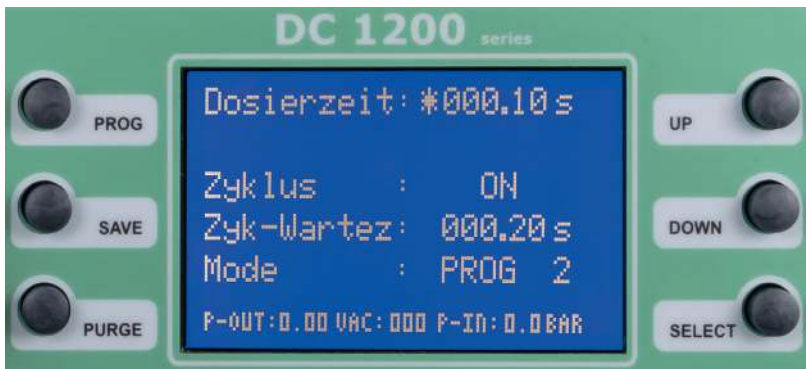 DC 1200 series
PROG
SAVE
PURGE
Dosierzeit:*000.10s
Zyklus : ON
Zyk-Wartez: 000.20s
Mode : PROG 2
P-OUT:0.00 VAC:000 P-In:0.0BAR
UP
DOWN
SELECT